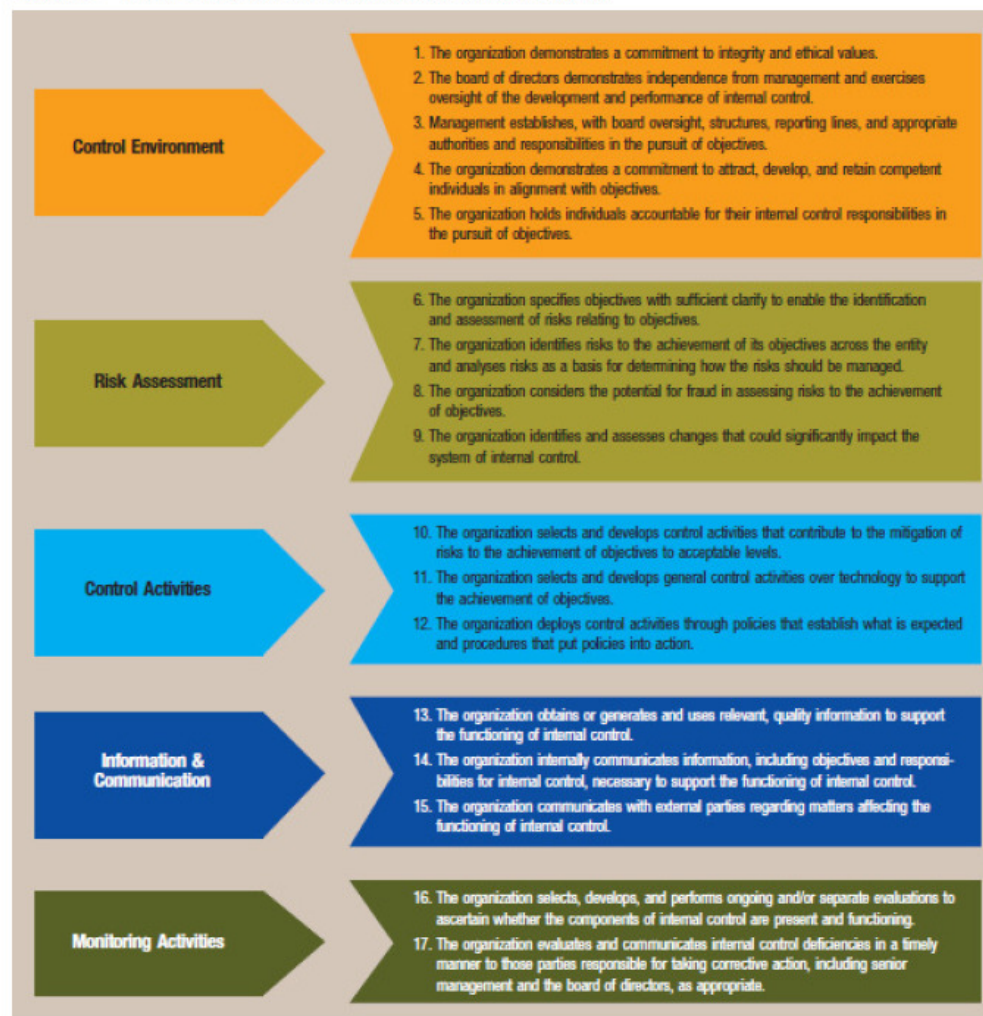 Control Environment
1. The organization demonstrates a commitment to integrity and ethical values.
2. The board of directors demonstrates independence from management and exercises
oversight of the development and performance of internal control.
3. Management establishes, with board oversight, structures, reporting lines, and appropriate
authorities and responsibilities in the pursuit of objectives.
4. The organization demonstrates a commitment to attract, develop, and retain competent
individuals in alignment with objectives.
5. The organization holds individuals accountable for their internal control responsibilities in
the pursuit of objectives.
Risk Assessment
6. The organization specifies objectives with sufficient clarify to enable the identification
and assessment of risks relating to objectives.
7. The organization identifies risks to the achievement of its objectives across the entity
and analyses risks as a basis for determining how the risks should be managed.
8. The organization considers the potential for fraud in assessing risks to the achievement
of objectives.
9. The organization identifies and assesses changes that could significantly impact the
system of internal control.
Control Activities
10. The organization selects and develops control activities that contribute to the mitigation of
risks to the achievement of objectives to acceptable levels.
11. The organization selects and develops general control activities over technology to support
the achievement of objectives.
12. The organization deploys control activities through policies that establish what is expected
and procedures that put policies into action.
Information &
Communication
13. The organization obtains or generates and uses relevant, quality information to support
the functioning of internal control.
14. The organization internally communicates information, including objectives and responsi-
bilities for internal control, necessary to support the functioning of internal control.
15. The organization communicates with external parties regarding matters affecting the
functioning of internal control.
Monitoring Activities
16. The organization selects, develops, and performs ongoing and/or separate evaluations to
ascertain whether the components of internal control are present and functioning.
17. The organization evaluates and communicates internal control deficiencies in a timely
manner to those parties responsible for taking corrective action, including senior
management and the board of directors, as appropriate.